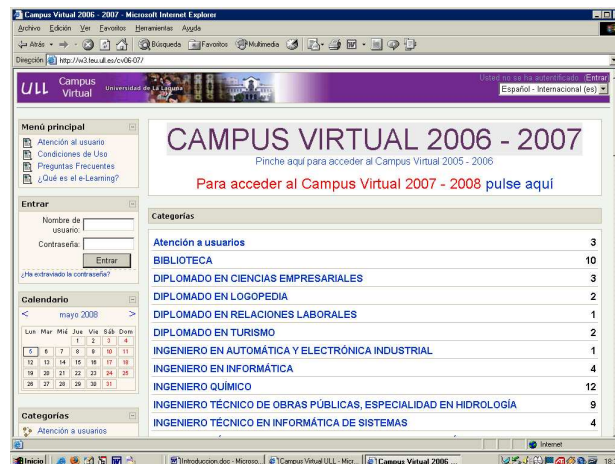 Campus Virtual 2006 - 2007 - Microsoft Internet Explorer
Archivo Edición Ver Favoritos Herramientas Ayuda
Atrás Búsqueda Favoritos Multimedia
Dirección http://w3.feu.ull.es/cv06-07/
Usted no se ha autentificado. (Entrar
ULL Campus Virtual Universidad de La Laguna
Español - Internacional (es)
Menú principal
Atención al usuario
Condiciones de Uso
Preguntas Frecuentes
¿Qué es el e-Learning?
Entrar
Nombre de usuario:
Contraseña:
Entrar
¿Ha extraviado la contraseña?
Calendario
< mayo 2008 >
Lun Mar Mié Jue Vie Sáb Dom
1 2 3 4
5 6 7 8 9 10 11
12 13 14 15 16 17 18
19 20 21 22 23 24 25
26 27 28 29 30 31
Categorías
Atención a usuarios
CAMPUS VIRTUAL 2006 - 2007
Pinche aquí para acceder al Campus Virtual 2005 - 2006
Para acceder al Campus Virtual 2007 - 2008 pulse aquí
Categorías
Atención a usuarios 3
BIBLIOTECA 10
DIPLOMADO EN CIENCIAS EMPRESARIALES 3
DIPLOMADO EN LOGOPEDIA 2
DIPLOMADO EN RELACIONES LABORALES 1
DIPLOMADO EN TURISMO 2
INGENIERO EN AUTOMÁTICA Y ELECTRÓNICA INDUSTRIAL 1
INGENIERO EN INFORMÁTICA 4
INGENIERO QUÍMICO 12
INGENIERO TÉCNICO DE OBRAS PÚBLICAS, ESPECIALIDAD EN HIDROLOGÍA 9
INGENIERO TÉCNICO EN INFORMÁTICA DE SISTEMAS 4
Internet
Inicio Introduccion.doc - Microso... Campus Virtual ULL - Micr... Campus Virtual 2006 ...